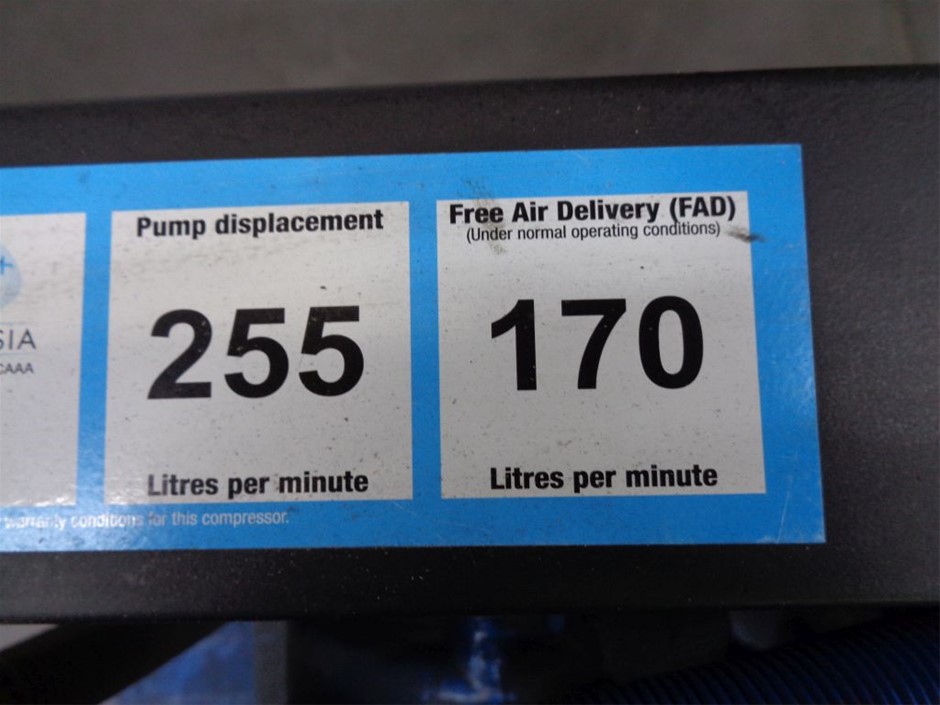 SIA
CAAA
Pump displacement
255
Litres per minute
Free Air Delivery (FAD)
(Under normal operating conditions)
170
Litres per minute
warranty conditions for this compressor.